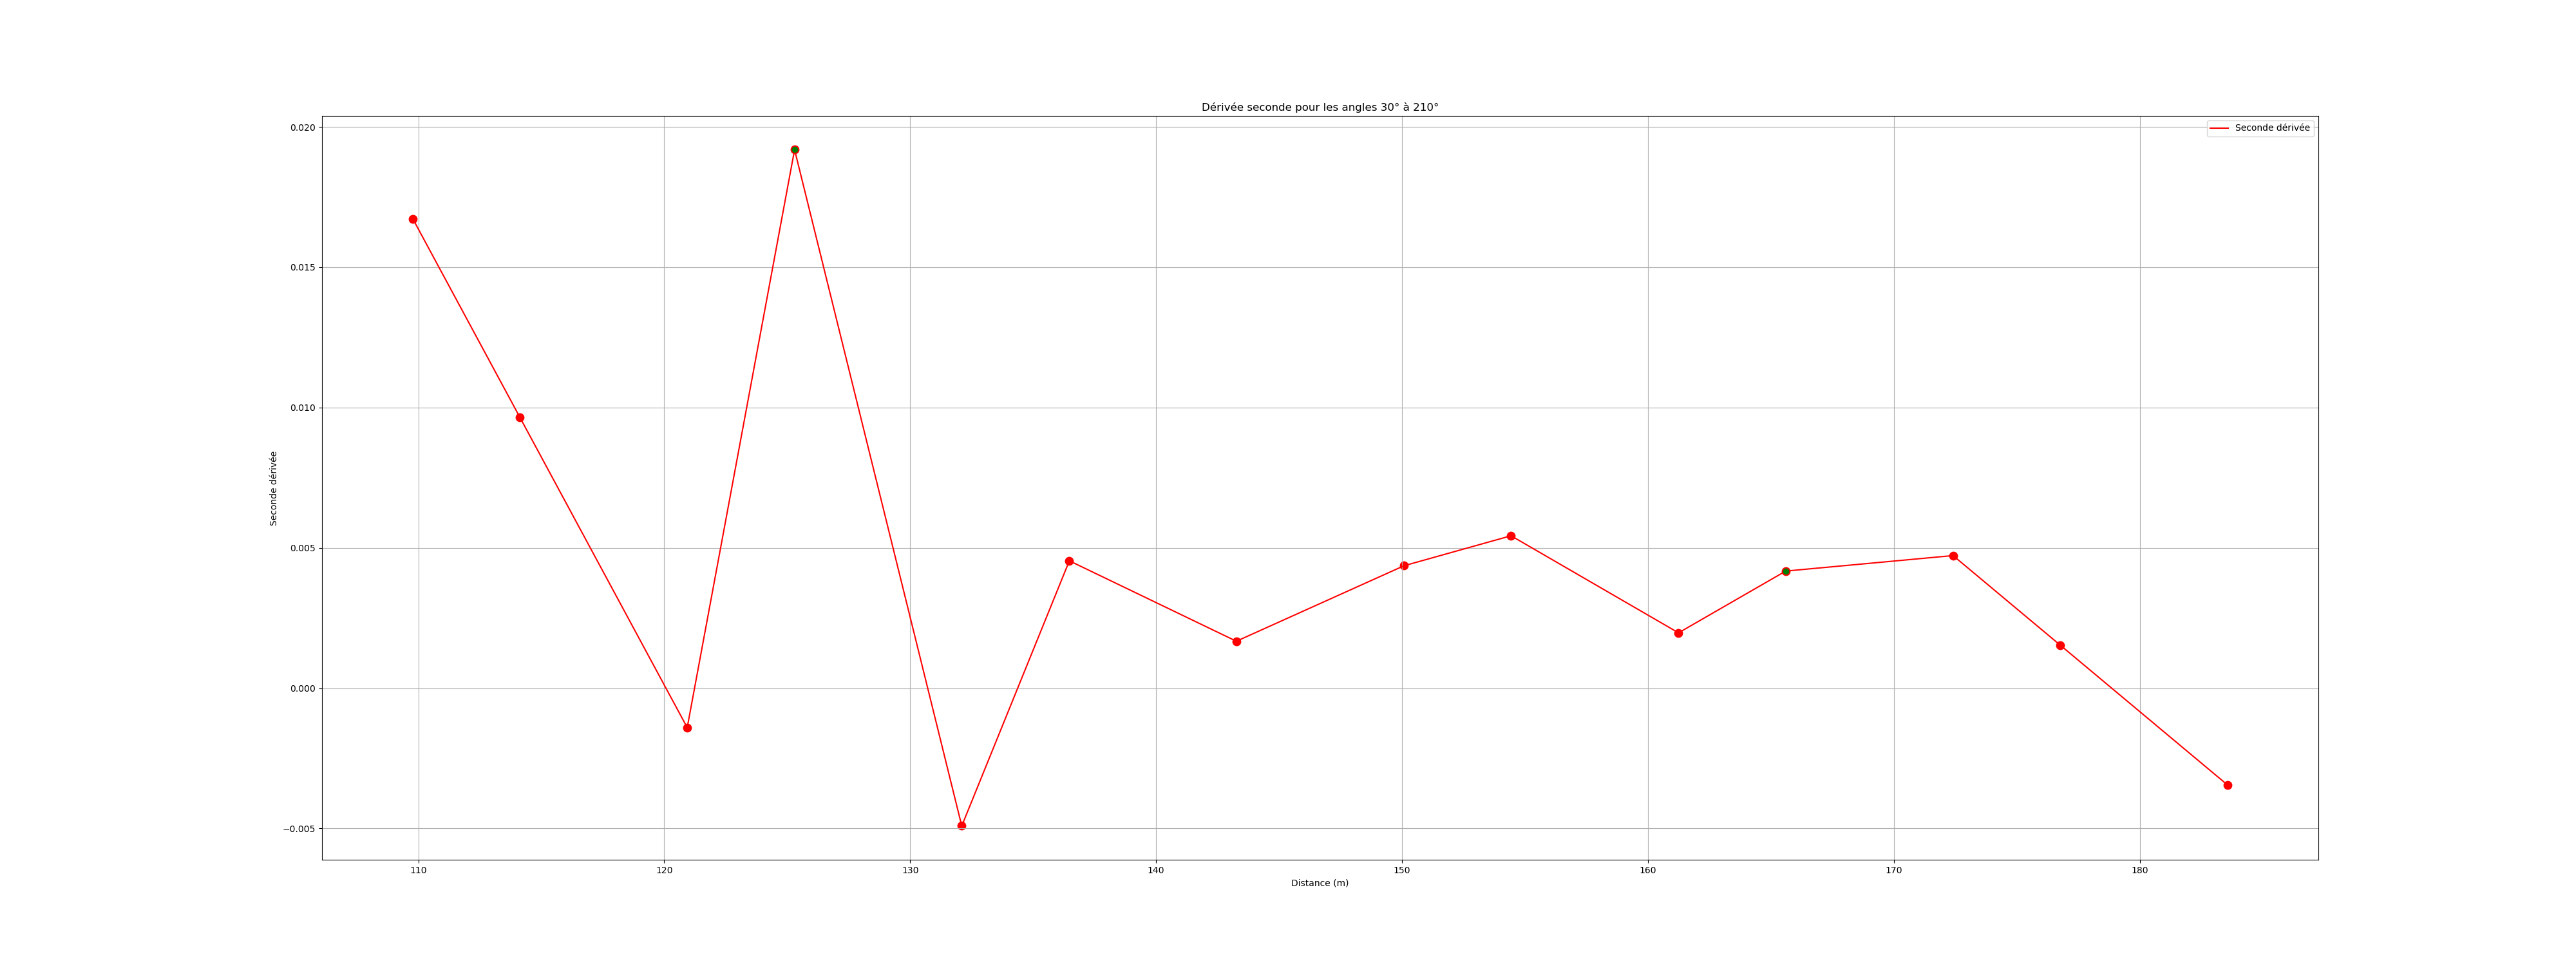 Dérivée seconde pour les angles 30° à 210°
Seconde dérivée
0.020
0.015
0.010
0.005
0.000
−0.005
Seconde dérivée
110 120 130 140 150 160 170 180
Distance (m)